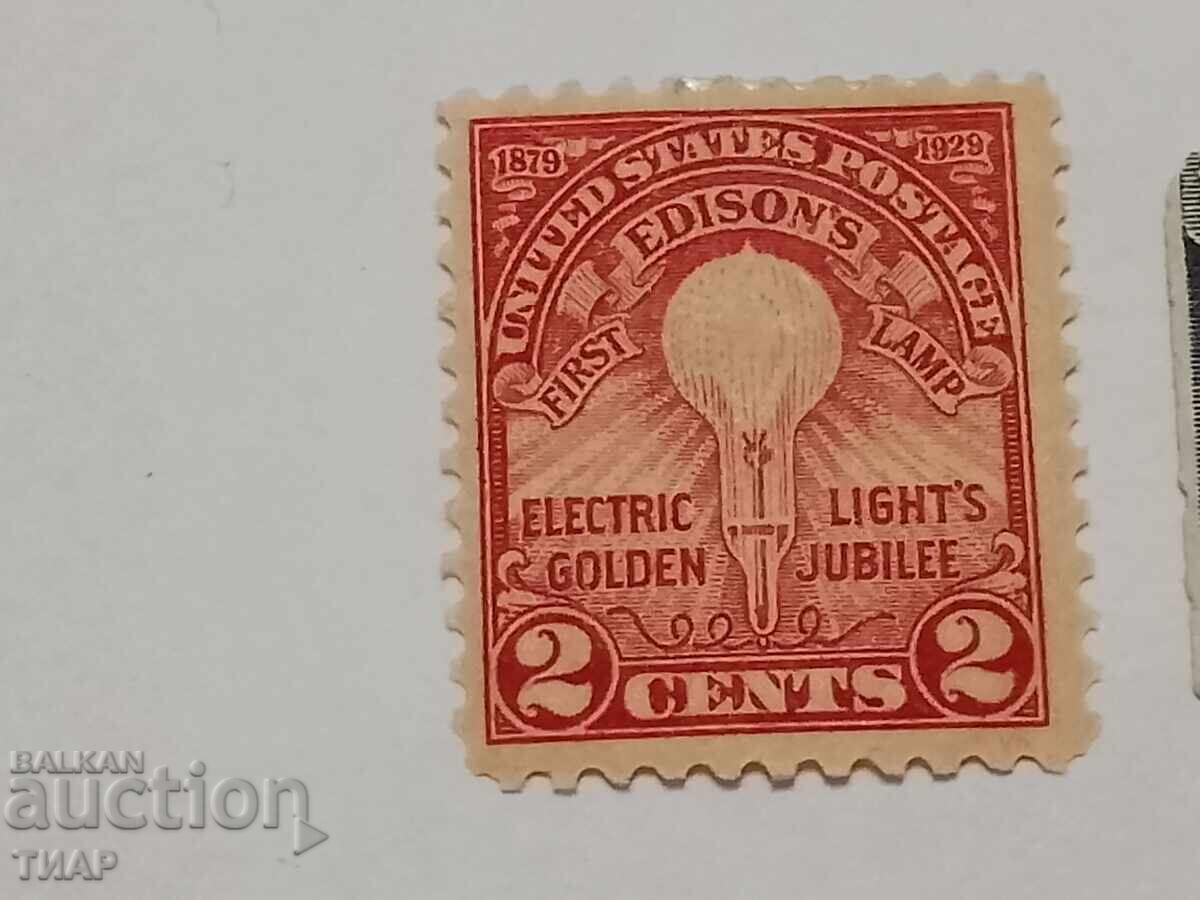 1879 1929
UNITED STATES POSTAGE
EDISON'S
FIRST LAMP
ELECTRIC LIGHT'S
GOLDEN JUBILEE
2 CENTS 2
BALKAN
auction
ТИАР